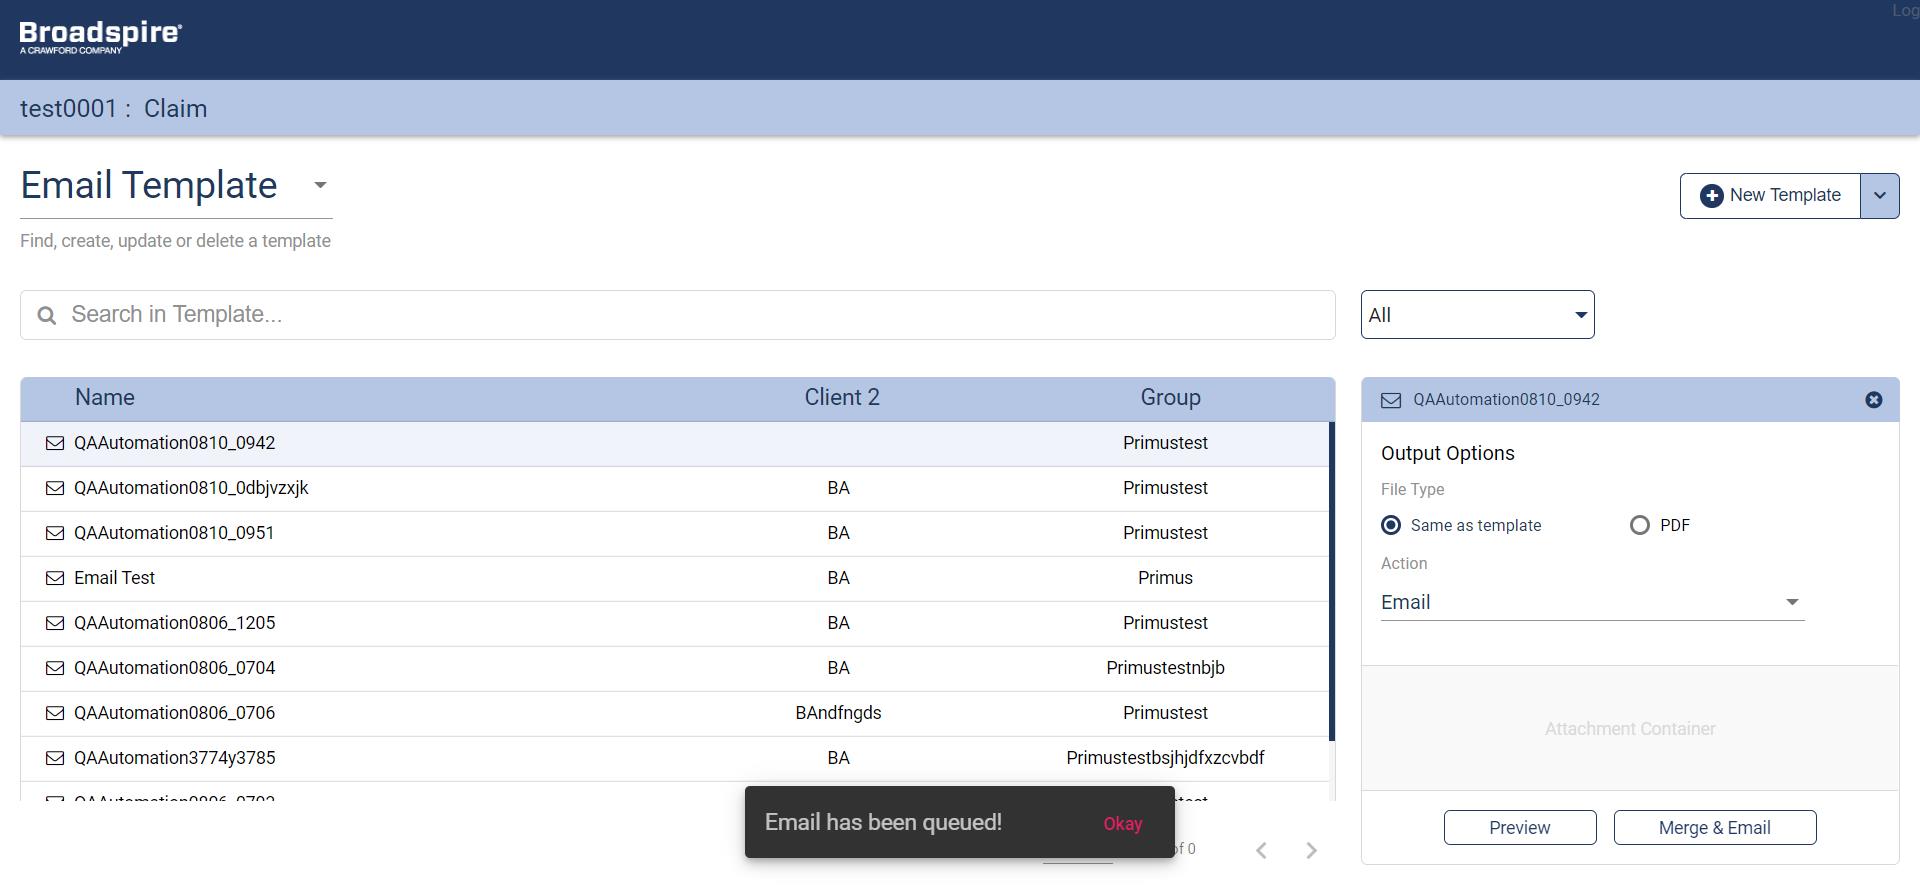 Log
Broadspire®
A CRAWFORD COMPANY
test0001 : Claim
Email Template
New Template
Find, create, update or delete a template
Search in Template...
All
Name Client 2 Group
QAAutomation0810_0942 Primustest
QAAutomation0810_0dbjvzxjk BA Primustest
QAAutomation0810_0951 BA Primustest
Email Test BA Primus
QAAutomation0806_1205 BA Primustest
QAAutomation0806_0704 BA Primustestnbjb
QAAutomation0806_0706 BAndfngds Primustest
QAAutomation3774y3785 BA Primustestbsjhjdfxzcvbdf
Email has been queued! Okay
of 0
QAAutomation0810_0942
Output Options
File Type
Same as template PDF
Action
Email
Attachment Container
Preview Merge & Email